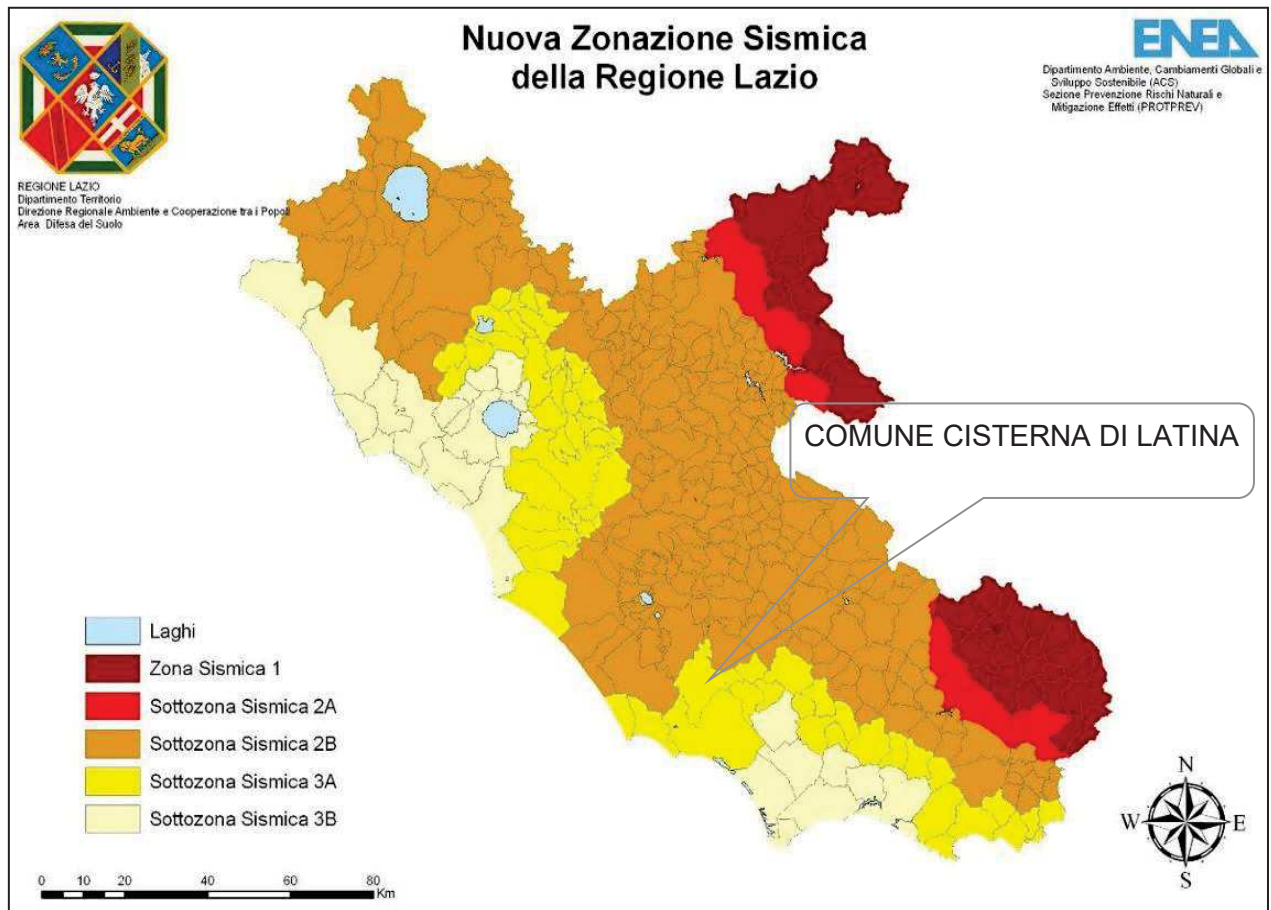 Nuova Zonazione Sismica
della Regione Lazio
ENEA
Dipartimento Ambiente, Cambiamenti Globali e
Sviluppo Sostenibile (ACS)
Sezione Prevenzione Rischi Naturali e
Mitigazione Effetti (PROTPREV)
REGIONE LAZIO
Dipartimento Territorio
Direzione Regionale Ambiente e Cooperazione tra i Popoli
Area Difesa del Suolo
COMUNE CISTERNA DI LATINA
Laghi
Zona Sismica 1
Sottozona Sismica 2A
Sottozona Sismica 2B
Sottozona Sismica 3A
Sottozona Sismica 3B
N
W E
S
0 10 20 40 60 80
Km